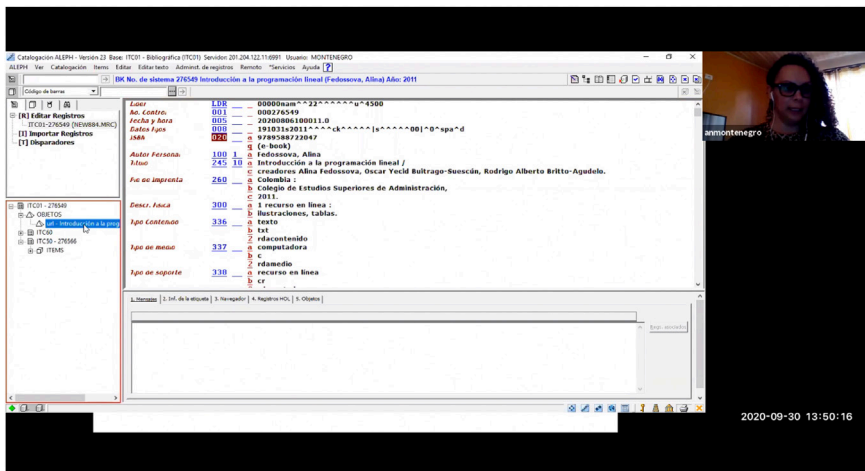 Catalogación ALEPH - Versión 23 Base: ITC01 - Bibliográfica (ITC01) Servidor: 201.204.122.11:6991 Usuario: MONTENEGRO
ALEPH Ver Catalogación Items Editar Editar texto Administ. de registros Remoto "Servicios Ayuda ?
BK No. de sistema 276549 Introducción a la programación lineal (Fedossova, Alina) Año: 2011
Código de barras
[R] Editar Registros
ITC01-276549 (NEW884.MRC)
[I] Importar Registros
[T] Disparadores
ITC01 - 276549
OBJETOS
url - Introducción a la prog
ITC60
ITC50 - 276566
ITEMS
Líder LDR 00000nam^^22^^^^^^u^4500
No. Contro. 001 000276549
Fecha y hora 005 20200806100011.0
Datos Fijos 008 191031s2011^^^^ck^^^^^|s^^^^^00|^0^spa^d
ISBN 020 a 9789588722047
q (e-book)
Autor Persona. 100 1 a Fedossova, Alina
Título 245 10 a Introducción a la programación lineal /
c creadores Alina Fedossova, Oscar Yecid Buitrago-Suescún, Rodrigo Alberto Britto-Agudelo.
Pie de Imprenta 260 a Colombia :
b Colegio de Estudios Superiores de Administración,
c 2011.
Descr. Física 300 a 1 recurso en línea :
b ilustraciones, tablas.
Tipo Contenido 336 a texto
b txt
2 rdacontenido
Tipo de medio 337 a computadora
b c
2 rdamedio
Tipo de soporte 338 a recurso en línea
b cr
1. Mensajes 2. Inf. de la etiqueta 3. Navegador 4. Registros HOL 5. Objetos
anmontenegro
2020-09-30 13:50:16